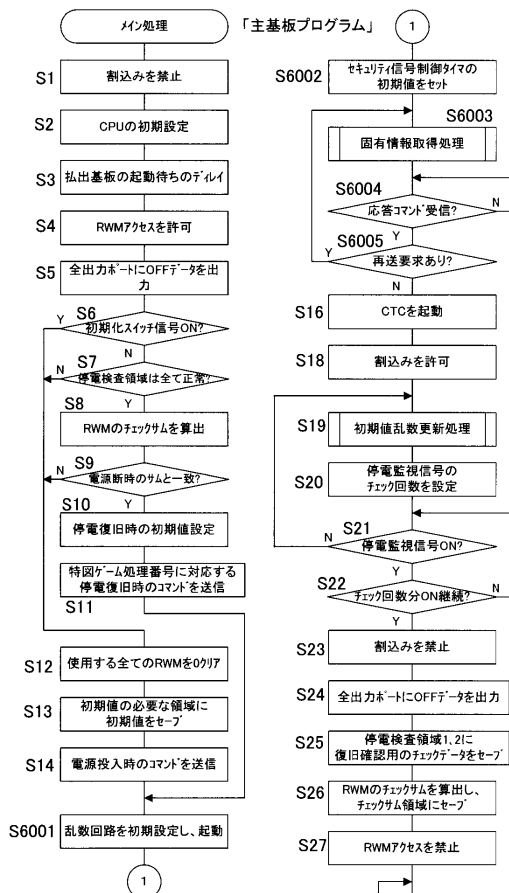 メイン処理
「主基板プログラム」
S1
割込みを禁止
S2
CPUの初期設定
S3
払出基板の起動待ちのディレイ
S4
RWMアクセスを許可
S5
全出力ポートにOFFデータを出
力
S6
初期化スイッチ信号ON?
Y
N
S7
停電検査領域は全て正常?
N
Y
S8
RWMのチェックサムを算出
S9
電源断時のサムと一致?
N
Y
S10
停電復旧時の初期値設定
特図ゲーム処理番号に対応する
停電復旧時のコマンドを送信
S11
S12
使用する全てのRWMを0クリア
S13
初期値の必要な領域に
初期値をセーブ
S14
電源投入時のコマンドを送信
S6001
乱数回路を初期設定し、起動
1
1
S6002
セキュリティ信号制御タイマの
初期値をセット
S6003
固有情報取得処理
S6004
応答コマンド受信?
N
Y
S6005
再送要求あり?
Y
N
S16
CTCを起動
S18
割込みを許可
S19
初期値乱数更新処理
S20
停電監視信号の
チェック回数を設定
S21
停電監視信号ON?
N
Y
S22
チェック回数分ON継続?
N
Y
S23
割込みを禁止
S24
全出力ポートにOFFデータを出力
S25
停電検査領域1、2に
復旧確認用のチェックデータをセーブ
S26
RWMのチェックサムを算出し、
チェックサム領域にセーブ
S27
RWMアクセスを禁止